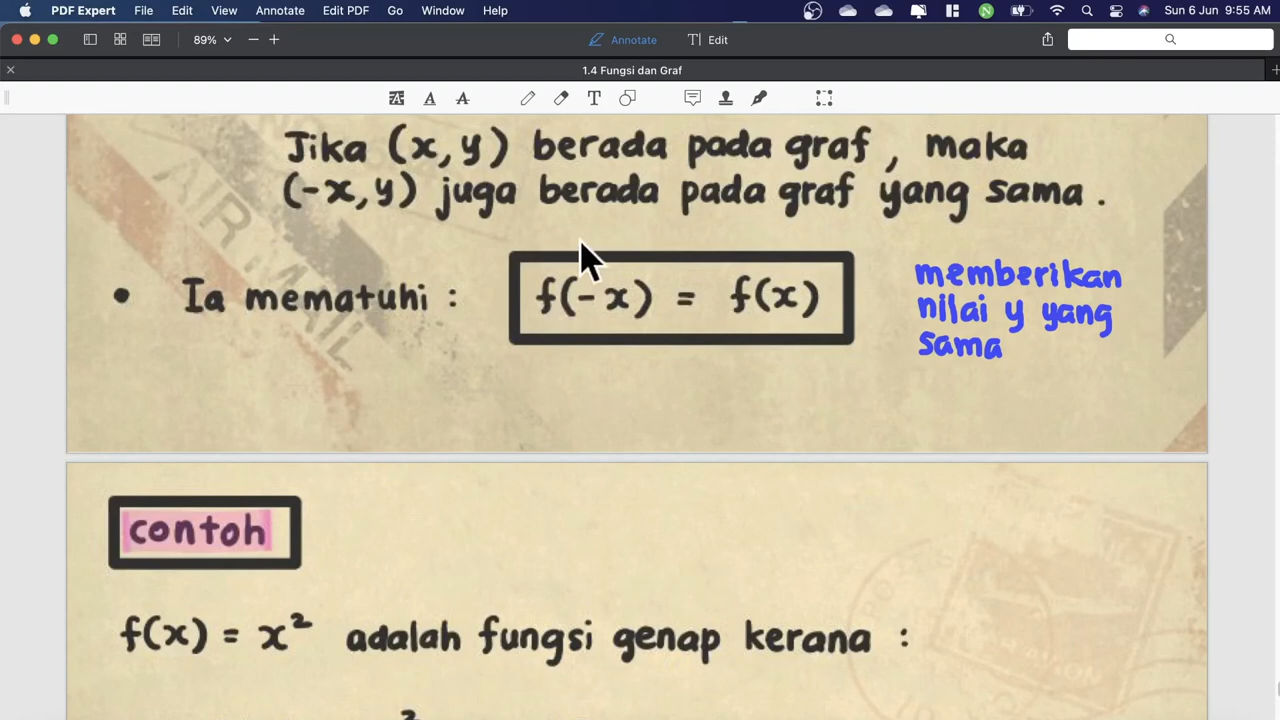 PDF Expert File Edit View Annotate Edit PDF Go Window Help Sun 6 Jun 9:55 AM
89% Annotate T Edit
1.4 Fungsi dan Graf
Jika (x, y) berada pada graf , maka
(-x, y) juga berada pada graf yang sama .
AIR MAIL
• Ia mematuhi : f(-x) = f(x)
memberikan
nilai y yang
sama
contoh
f(x) = x² adalah fungsi genap kerana :